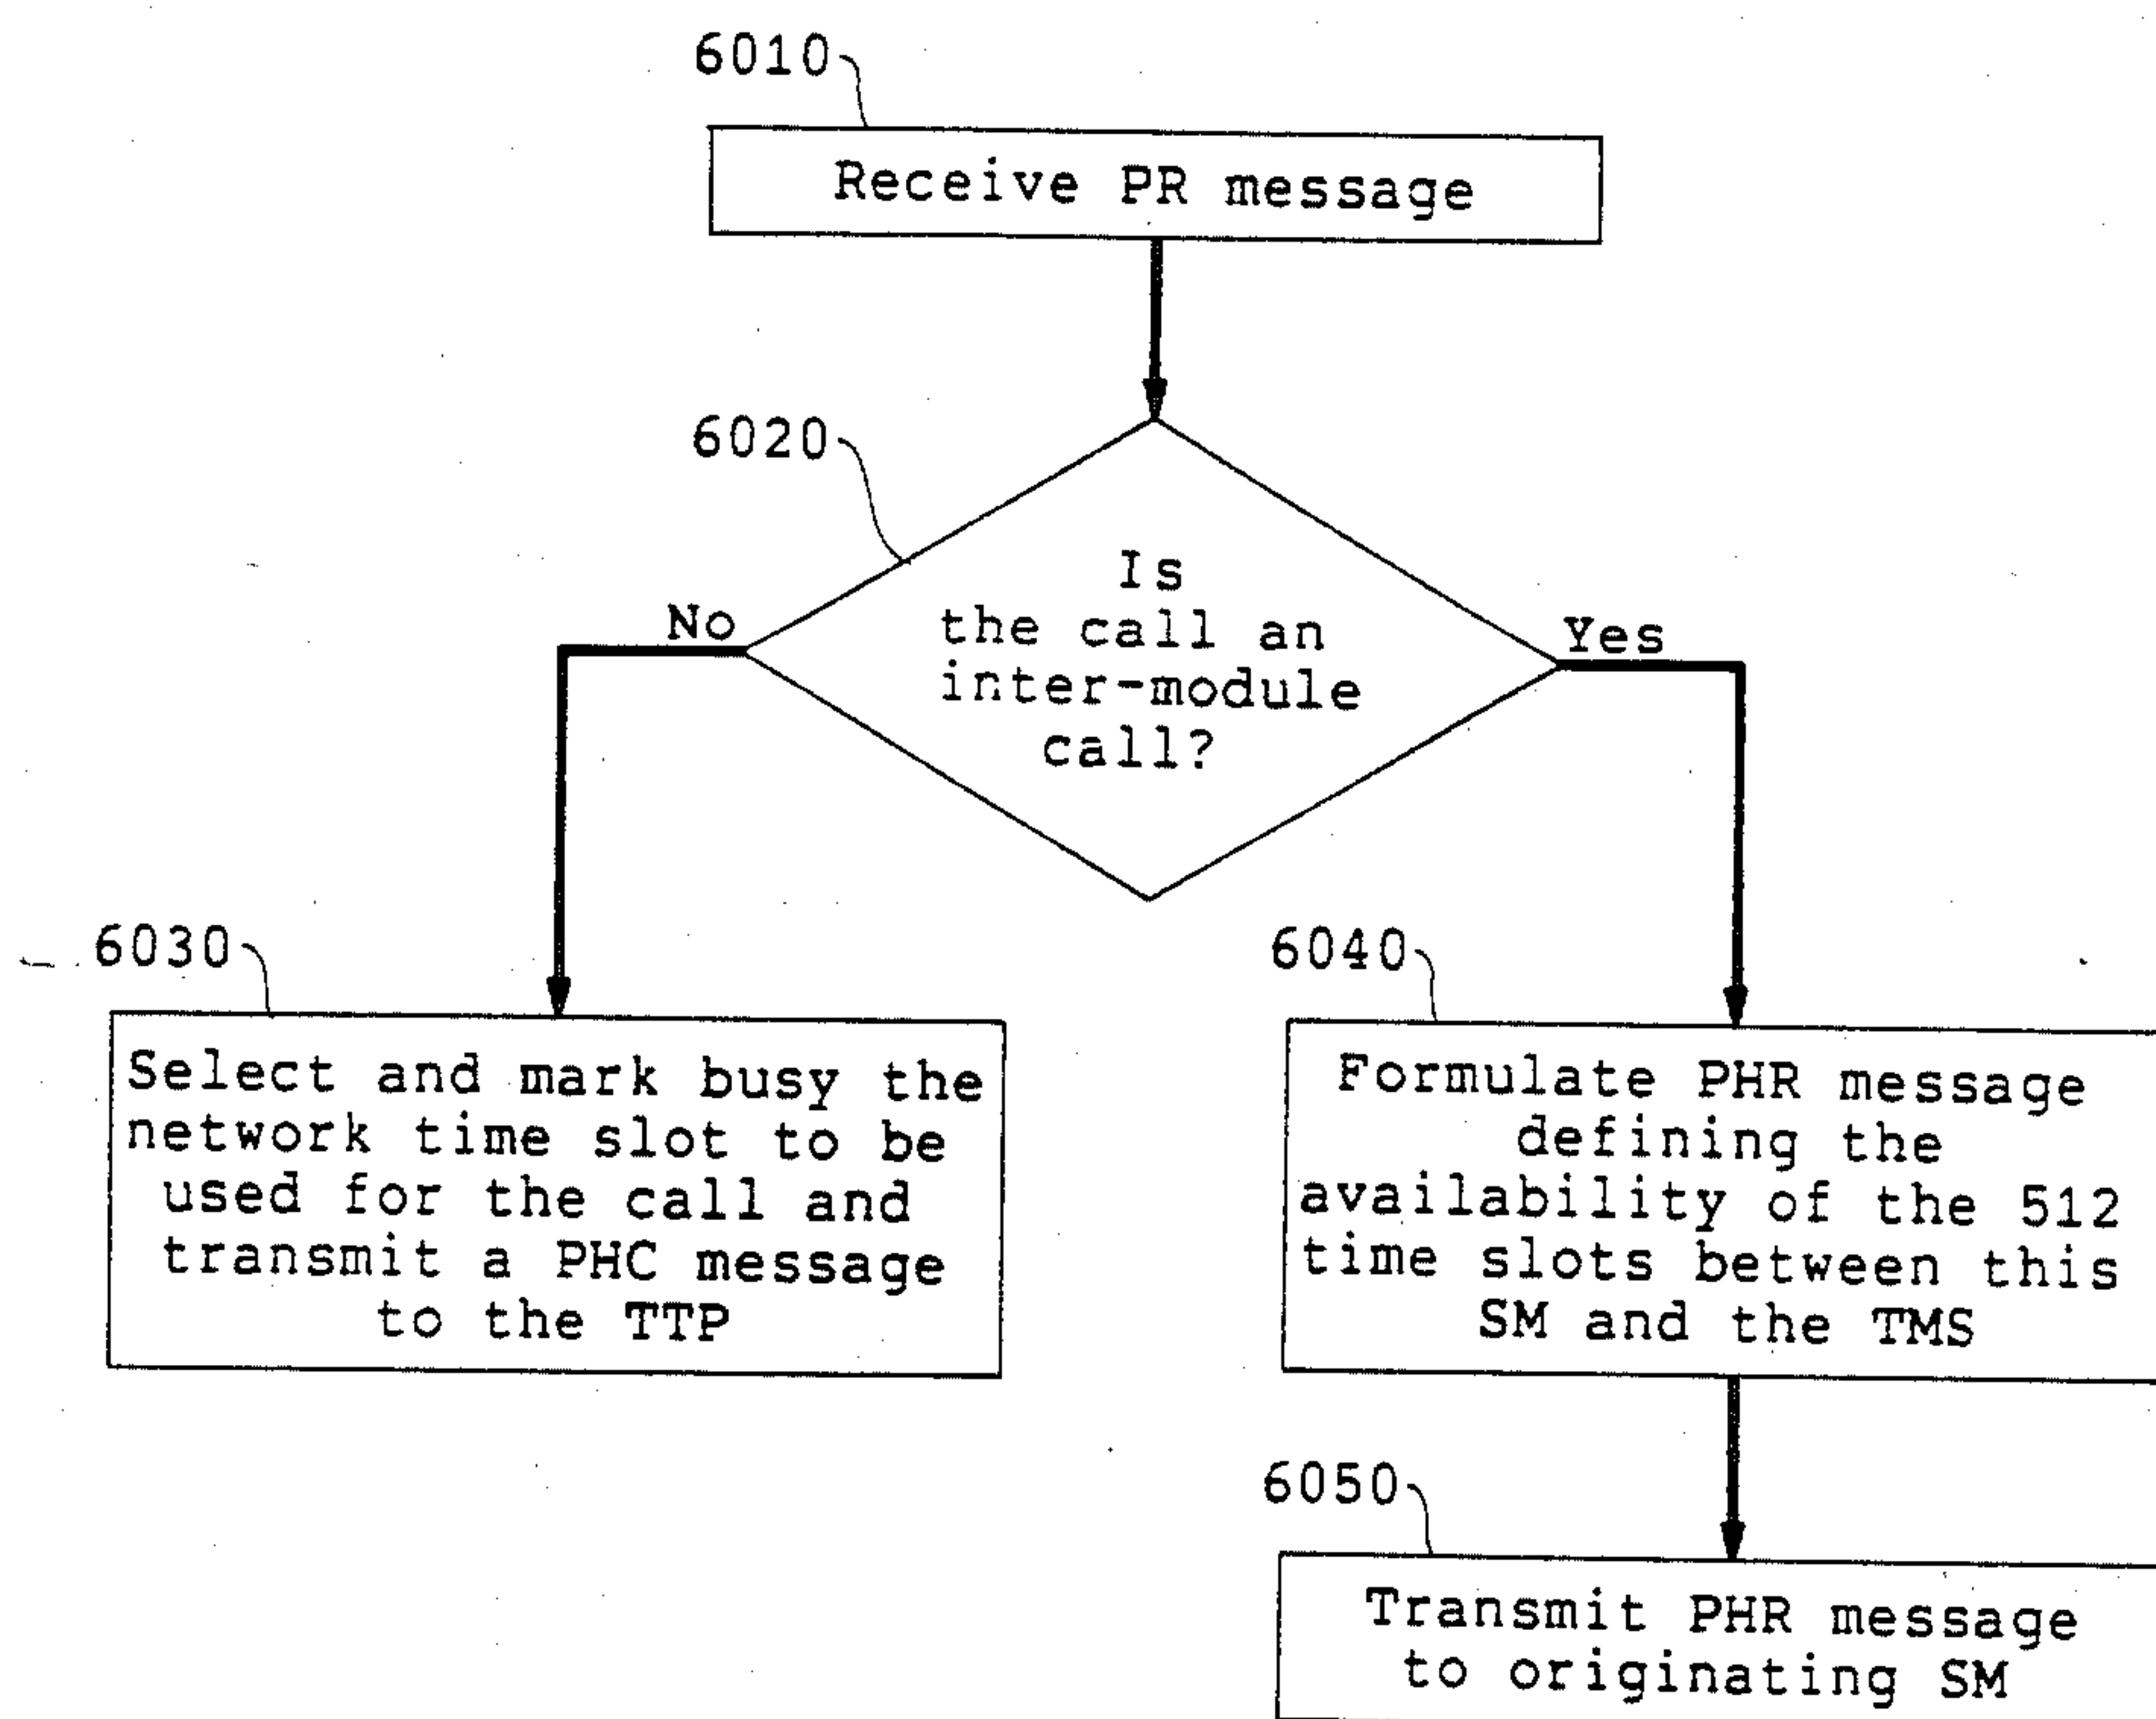 6010
Receive PR message
6020
Is
the call an
inter-module
call?
No
Yes
6030
Select and mark busy the
network time slot to be
used for the call and
transmit a PHC message
to the TTP
6040
Formulate PHR message
defining the
availability of the 512
time slots between this
SM and the TMS
6050
Transmit PHR message
to originating SM